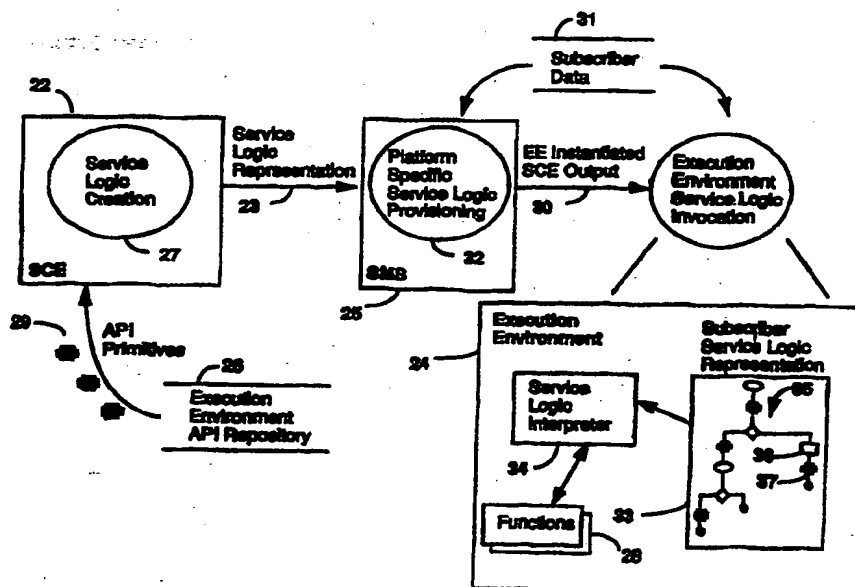 31
Subscriber
Data
22
Service
Logic
Creation
27
SCE
Service
Logic
Representation
23
Platform
Specific
Service Logic
Provisioning
32
SMS
25
EE Instantiated
SCE Output
30
Execution
Environment
Service Logic
Invocation
29
API
Primitives
26
Execution
Environment
API Repository
24
Execution
Environment
Service
Logic
Interpreter
34
Functions
28
Subscriber
Service Logic
Representation
35
36
37
33